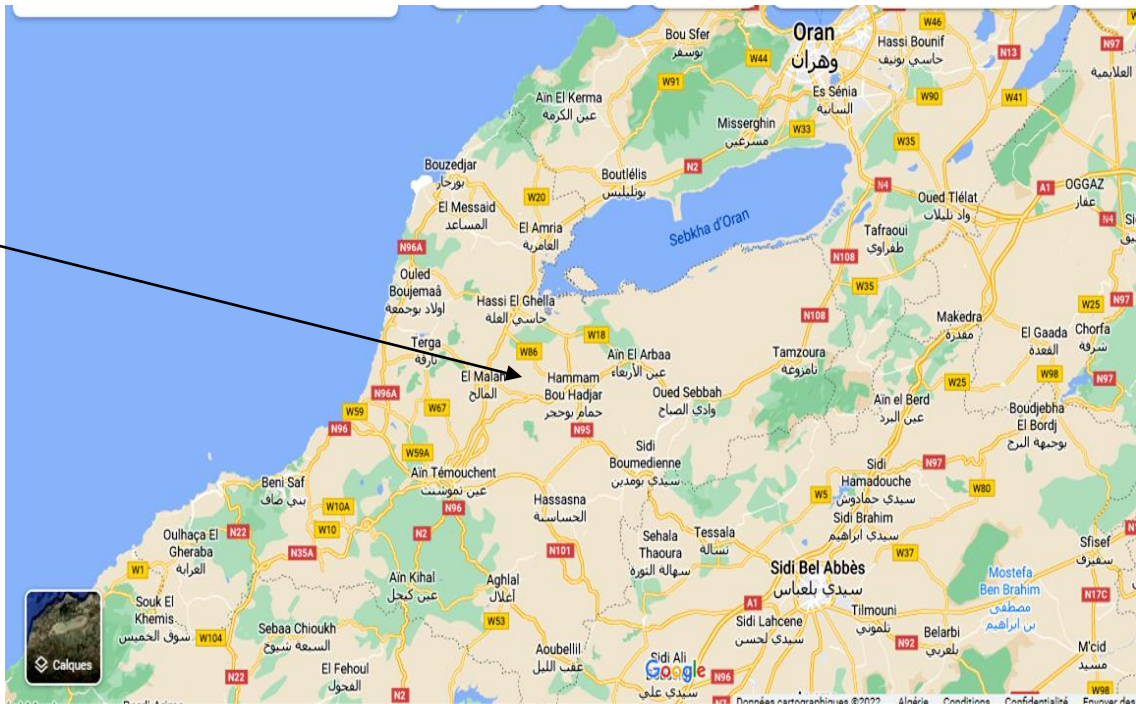 Oran
وهران
Bou Sfer
بوسفر
W44
W46
Hassi Bounif
حاسي بونيف
N13
N97
العلايمية
W91
Es Sénia
السانية
W90
W41
Aïn El Kerma
عين الكرمة
Misserghin
مسرغين
W33
W35
Bouzedjar
بوزجار
N2
Boutlélis
بوتليليس
N4
A1
OGGAZ
عقاز
El Messaid
المساعد
W20
Oued Tlélat
واد تليلات
N4
El Amria
العامرية
Sebkha d'Oran
Tafraoui
طفراوي
N96A
N108
Ouled
Boujemaâ
اولاد بوجمعة
Hassi El Ghella
حاسي الغلة
W35
W25
N97
W18
N108
Makedra
مقدرة
El Gaada
القعدة
Chorfa
شرفة
Terga
تارقة
W86
Aïn El Arbaa
عين الأربعاء
Tamzoura
تامزوغة
El Malah
المالح
Hammam
Bou Hadjar
حمام بوحجر
Oued Sebbah
وادي الصباح
W98
N97
N96A
W25
W59
W67
Aïn el Berd
عين البرد
Boudjebha
El Bordj
بوجبهة البرج
N96
N95
W59A
Sidi
Boumedienne
سيدي بومدين
N97
Aïn Témouchent
عين تموشنت
Sidi
Hamadouche
سيدي حمادوش
W80
Beni Saf
بني صاف
W5
W10A
N96
Hassasna
الحساسنة
Sidi Brahim
سيدي ابراهيم
Oulhaça El
Gheraba
الغرابة
N22
W10
N2
Sehala
Thaoura
سهالة الثورة
Tessala
تسالة
Sfisef
سفيزف
N35A
N101
W37
W1
Sidi Bel Abbès
سيدي بلعباس
Mostefa
Ben Brahim
مصطفى
بن ابراهيم
Aïn Kihal
عين كيحل
Aghlal
أغلال
N17C
Souk El
Khemis
سوق الخميس
A1
Tilmouni
تلموني
W53
Sidi Lahcene
سيدي لحسن
W104
Sebaa Chioukh
السبعة شيوخ
N92
Belarbi
بلعربي
Aoubellil
عقب الليل
M'cid
مسيد
Calques
El Fehoul
الفحول
Sidi Ali
Google
سيدي علي
N96
N22
N2
W98
N7
Données cartographiques ©2022 Algérie Conditions Confidentialité Envoyer des